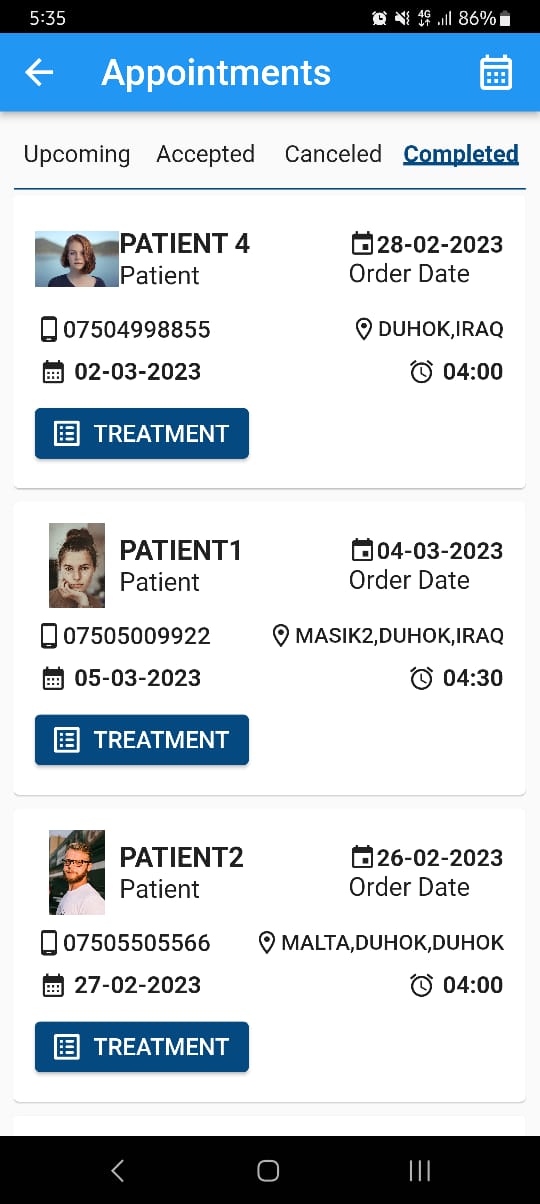 5:35 4G 86%
Appointments
Upcoming Accepted Canceled Completed
PATIENT 4 28-02-2023
Patient Order Date
07504998855 DUHOK,IRAQ
02-03-2023 04:00
TREATMENT
PATIENT1 04-03-2023
Patient Order Date
07505009922 MASIK2,DUHOK,IRAQ
05-03-2023 04:30
TREATMENT
PATIENT2 26-02-2023
Patient Order Date
07505505566 MALTA,DUHOK,DUHOK
27-02-2023 04:00
TREATMENT